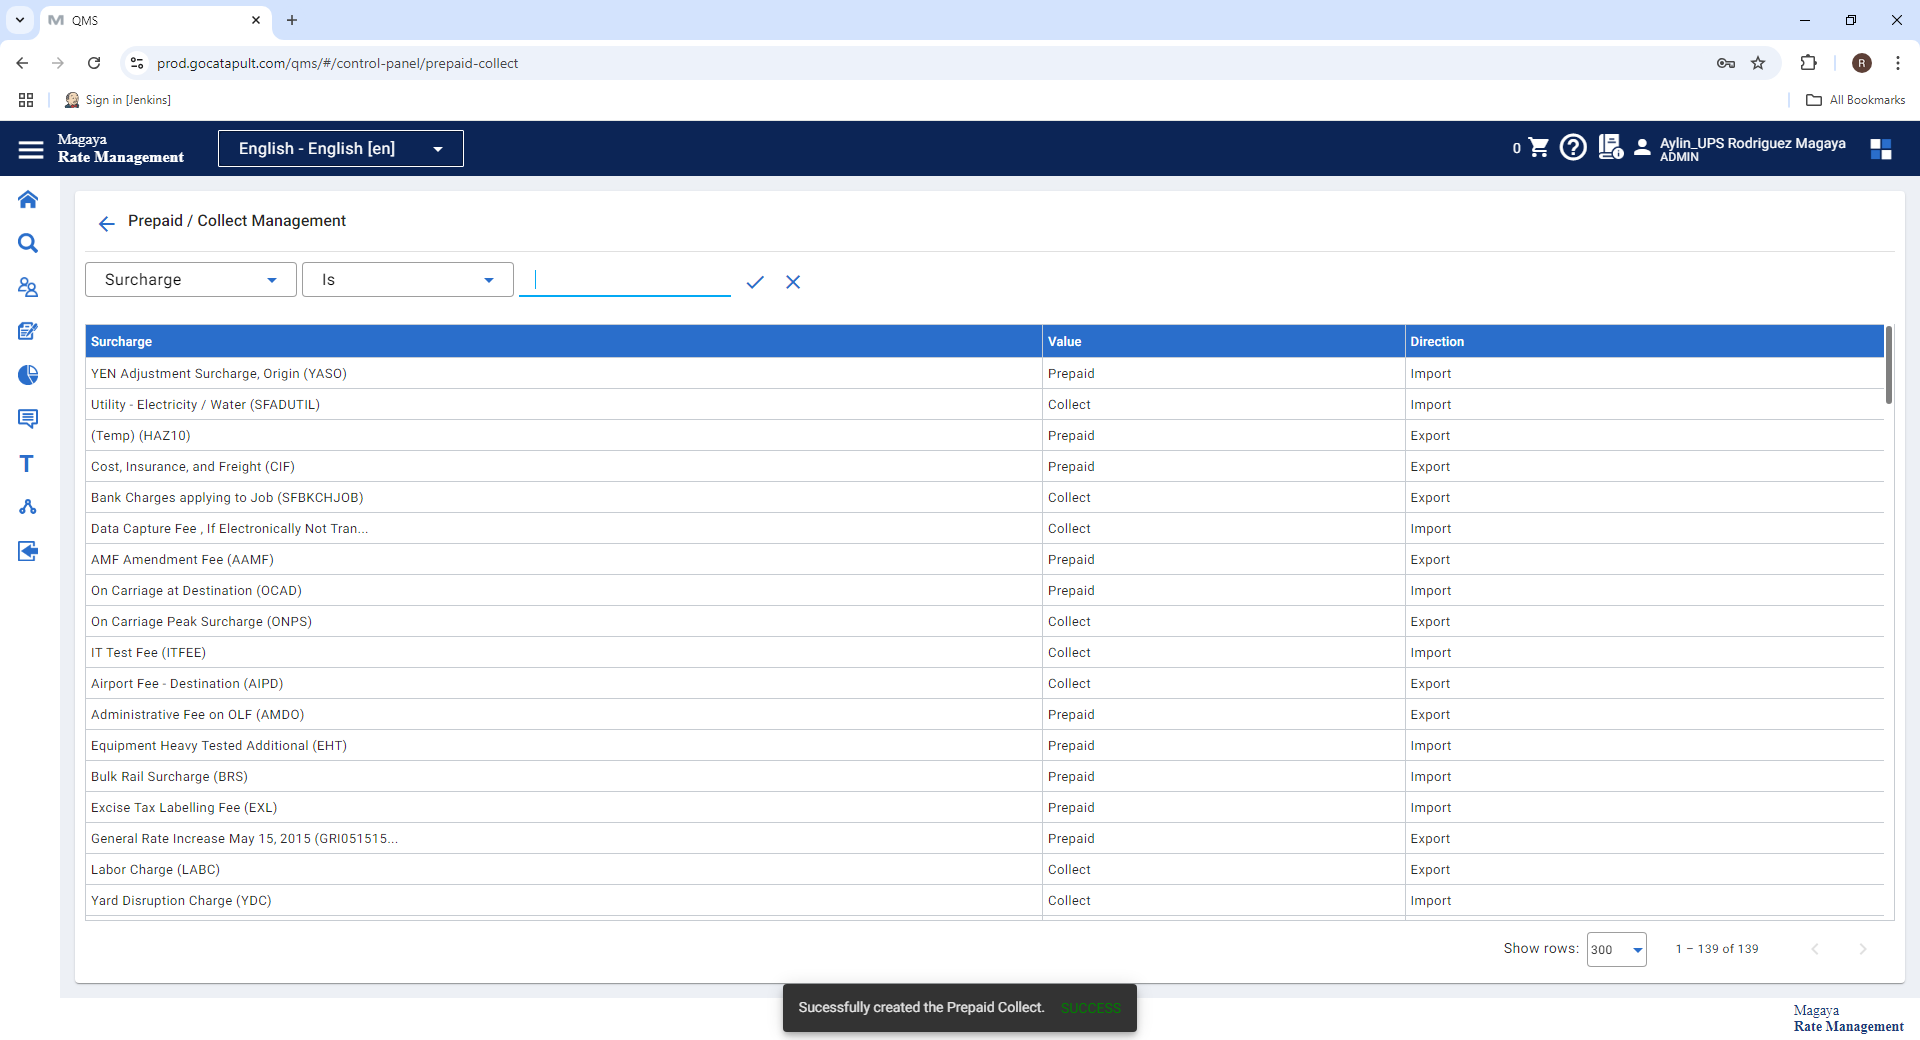 QMS
prod.gocatapult.com/qms/#/control-panel/prepaid-collect
R
Sign in [Jenkins]
All Bookmarks
Magaya
Rate Management
English - English [en]
0
Aylin_UPS Rodriguez Magaya
ADMIN
Prepaid / Collect Management
Surcharge
Is
Surcharge Value Direction
YEN Adjustment Surcharge, Origin (YASO) Prepaid Import
Utility - Electricity / Water (SFADUTIL) Collect Import
(Temp) (HAZ10) Prepaid Export
Cost, Insurance, and Freight (CIF) Prepaid Export
Bank Charges applying to Job (SFBKCHJOB) Collect Export
Data Capture Fee , If Electronically Not Tran... Collect Import
AMF Amendment Fee (AAMF) Prepaid Export
On Carriage at Destination (OCAD) Prepaid Import
On Carriage Peak Surcharge (ONPS) Collect Export
IT Test Fee (ITFEE) Collect Import
Airport Fee - Destination (AIPD) Collect Export
Administrative Fee on OLF (AMDO) Prepaid Export
Equipment Heavy Tested Additional (EHT) Prepaid Import
Bulk Rail Surcharge (BRS) Prepaid Import
Excise Tax Labelling Fee (EXL) Prepaid Import
General Rate Increase May 15, 2015 (GRI051515... Prepaid Export
Labor Charge (LABC) Collect Export
Yard Disruption Charge (YDC) Collect Import
Show rows: 300 1 – 139 of 139
Sucessfully created the Prepaid Collect. SUCCESS
Magaya
Rate Management